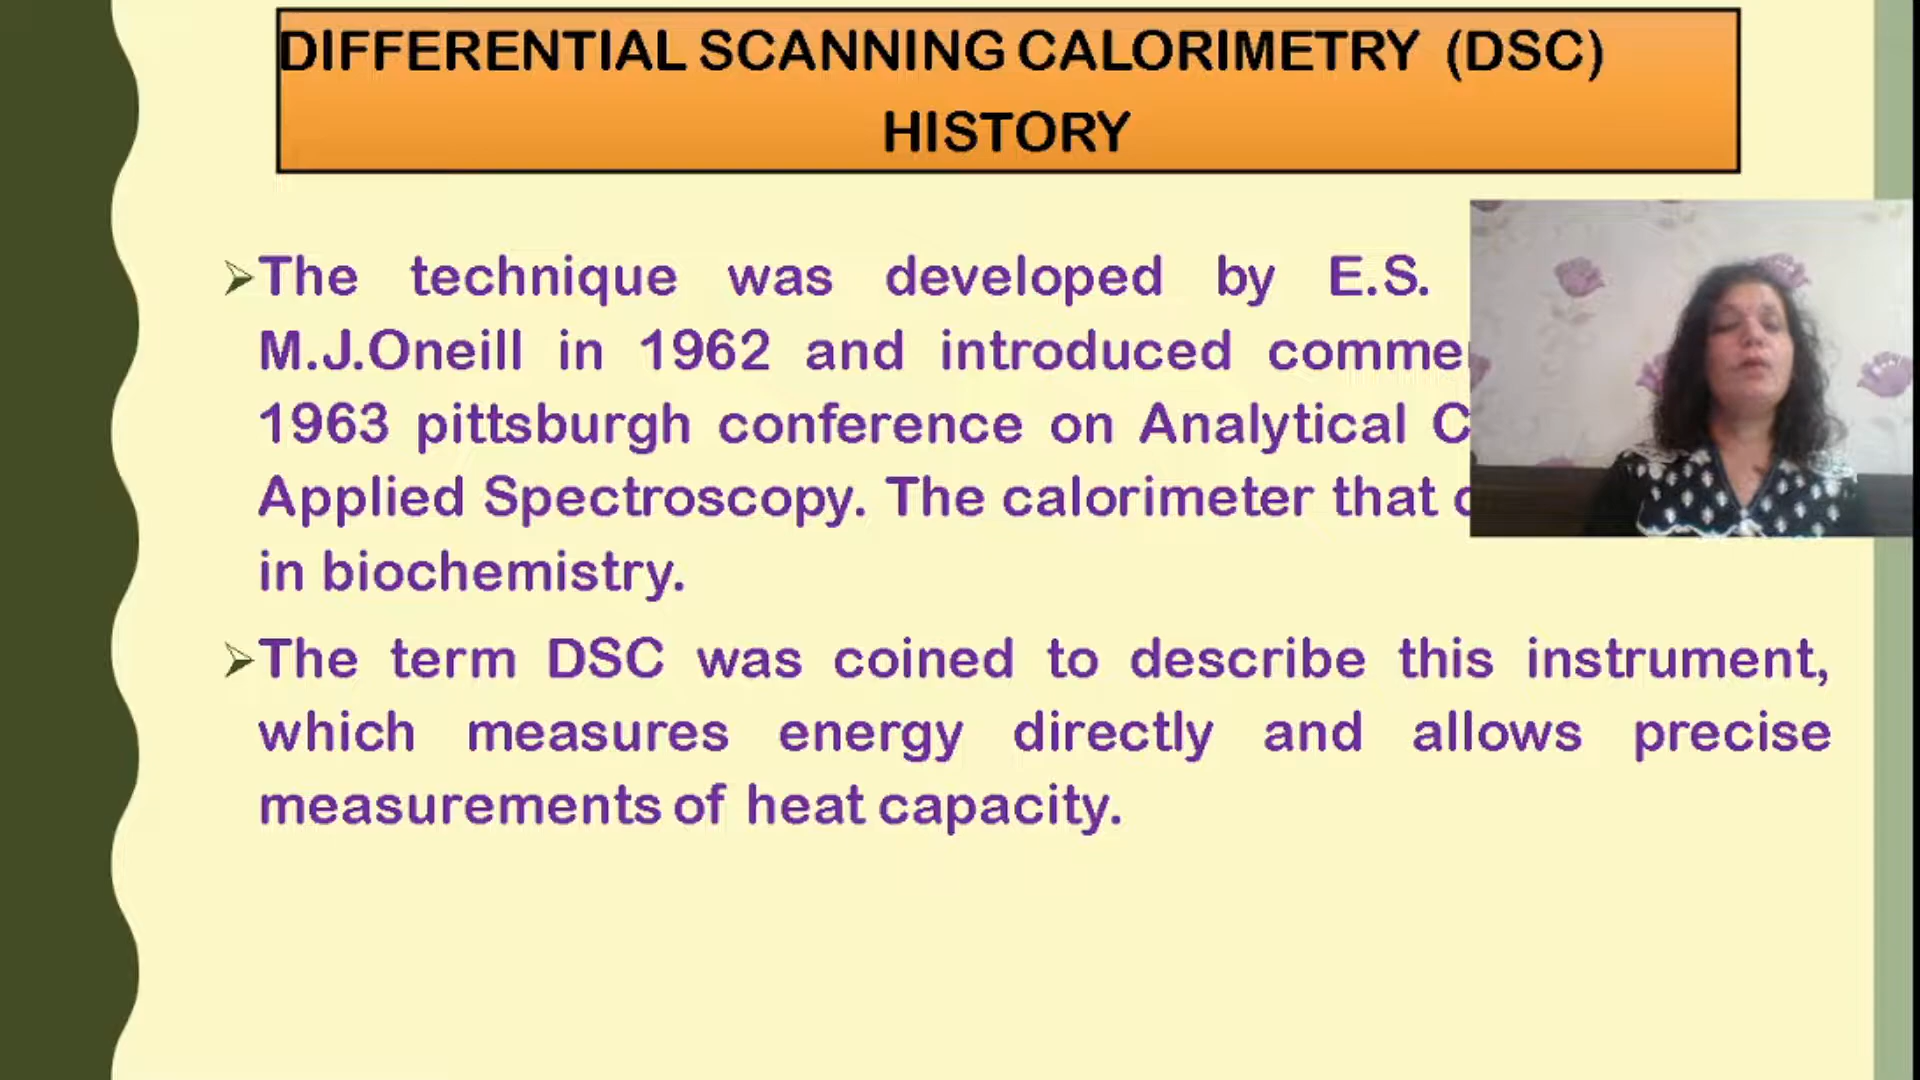 DIFFERENTIAL SCANNING CALORIMETRY (DSC)
HISTORY
The technique was developed by E.S.
M.J.Oneill in 1962 and introduced
1963 pittsburgh conference on Analytical
Applied Spectroscopy. The calorimeter that
in biochemistry.
The term DSC was coined to describe this instrument,
which measures energy directly and allows precise
measurements of heat capacity.